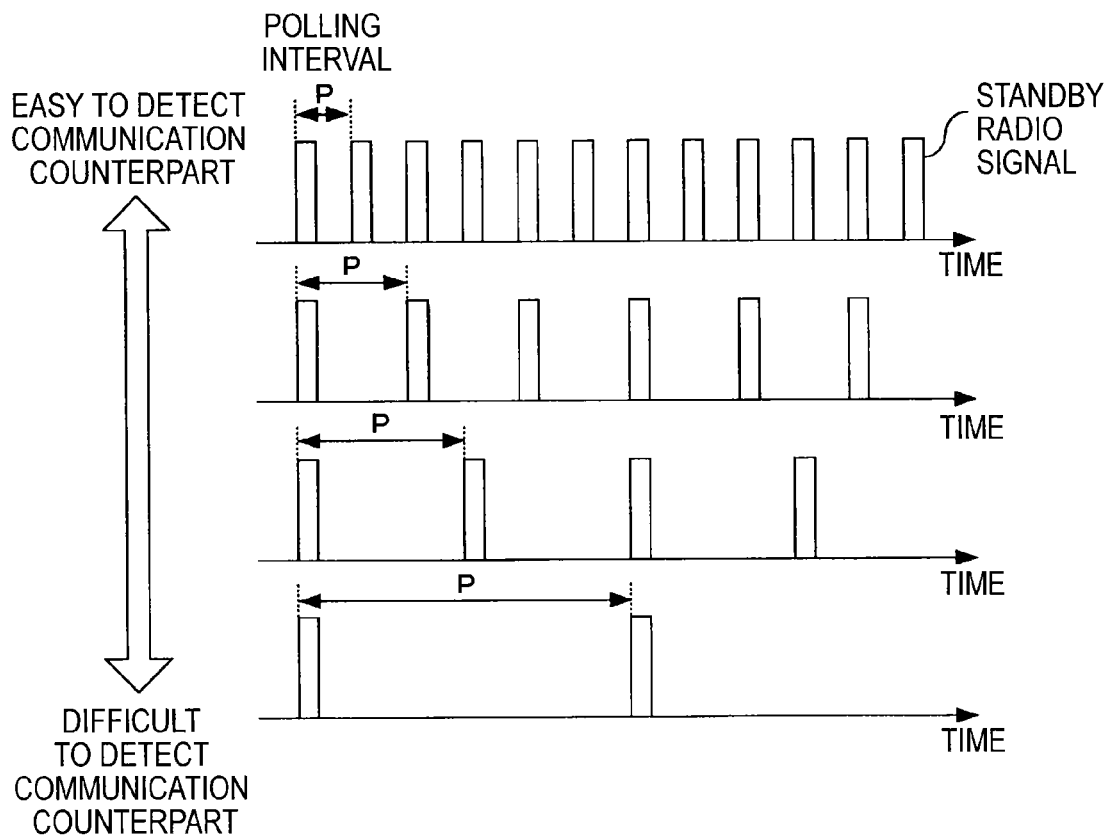 POLLING
INTERVAL
P
EASY TO DETECT
COMMUNICATION
COUNTERPART
STANDBY
RADIO
SIGNAL
TIME
P
TIME
P
TIME
P
TIME
DIFFICULT
TO DETECT
COMMUNICATION
COUNTERPART